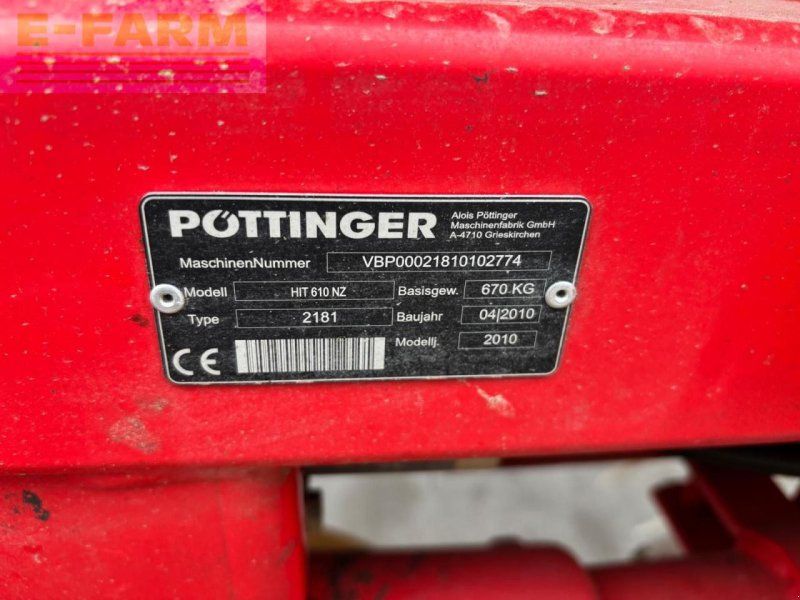 E-FARM
PÖTTINGER
Alois Pöttinger
Maschinenfabrik GmbH
A-4710 Grieskirchen
MaschinenNummer VBP00021810102774
Modell HIT 610 NZ Basisgew. 670 KG
Type 2181 Baujahr 04|2010
Modellj. 2010
CE